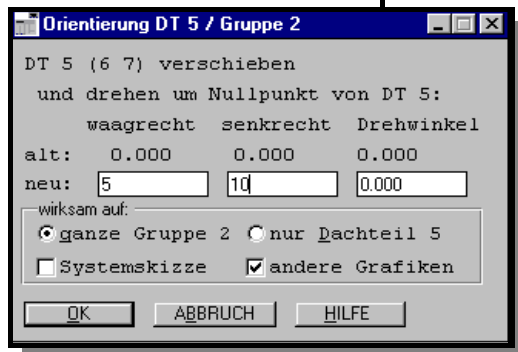 Orientierung DT 5 / Gruppe 2
DT 5 (6 7) verschieben
und drehen um Nullpunkt von DT 5:
waagrecht senkrecht Drehwinkel
alt: 0.000 0.000 0.000
neu: 5 10 0.000
wirksam auf:
ganze Gruppe 2 nur Dachteil 5
Systemskizze andere Grafiken
OK ABBRUCH HILFE